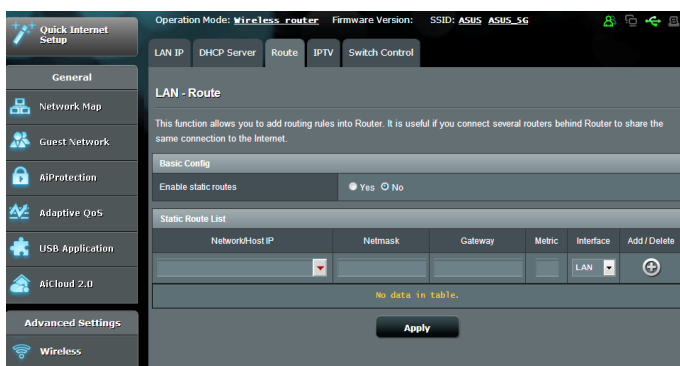 Quick Internet
Setup
Operation Mode: Wireless router Firmware Version: SSID: ASUS ASUS_5G
LAN IP DHCP Server Route IPTV Switch Control
General
Network Map
Guest Network
AiProtection
Adaptive QoS
USB Application
AiCloud 2.0
Advanced Settings
Wireless
LAN - Route
This function allows you to add routing rules into Router. It is useful if you connect several routers behind Router to share the
same connection to the Internet.
Basic Config
Enable static routes Yes No
Static Route List
Network/Host IP Netmask Gateway Metric Interface Add / Delete
LAN
No data in table.
Apply